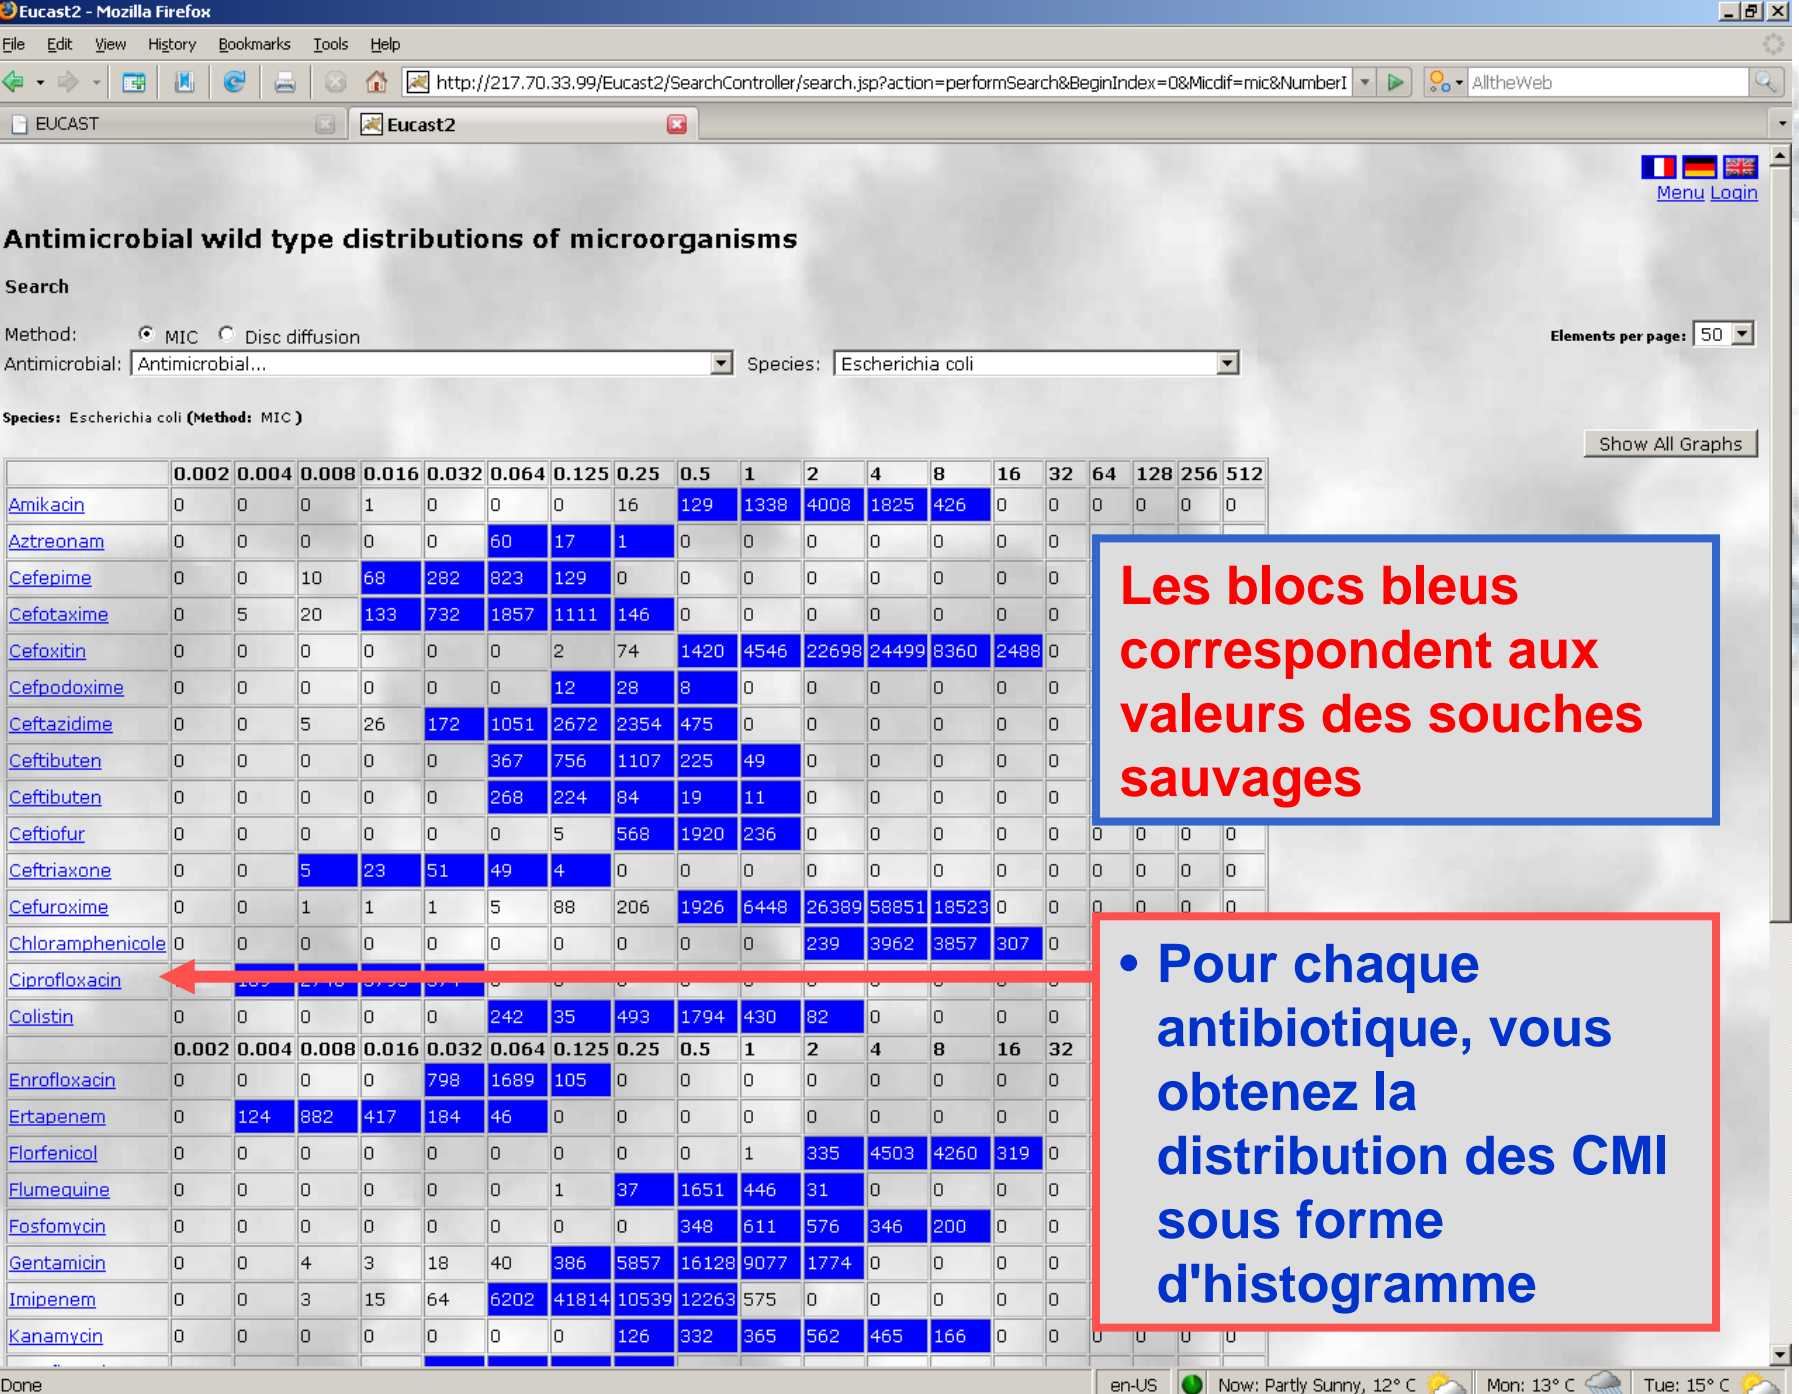 Eucast2 - Mozilla Firefox
File Edit View History Bookmarks Tools Help
http://217.70.33.99/Eucast2/SearchController/search.jsp?action=performSearch&BeginIndex=0&Micdif=mic&NumberI
AlltheWeb
EUCAST
Eucast2
Menu Login
Antimicrobial wild type distributions of microorganisms
Search
Method: MIC Disc diffusion
Elements per page: 50
Antimicrobial: Antimicrobial... Species: Escherichia coli
Species: Escherichia coli (Method: MIC )
Show All Graphs
0.002 0.004 0.008 0.016 0.032 0.064 0.125 0.25 0.5 1 2 4 8 16 32 64 128 256 512
Amikacin 0 0 0 1 0 0 0 16 129 1338 4008 1825 426 0 0 0 0 0 0
Aztreonam 0 0 0 0 0 60 17 1 0 0 0 0 0 0 0
Cefepime 0 0 10 68 282 823 129 0 0 0 0 0 0 0 0
Cefotaxime 0 5 20 133 732 1857 1111 146 0 0 0 0 0 0 0
Cefoxitin 0 0 0 0 0 0 2 74 1420 4546 22698 24499 8360 2488 0
Cefpodoxime 0 0 0 0 0 0 12 28 8 0 0 0 0 0 0
Ceftazidime 0 0 5 26 172 1051 2672 2354 475 0 0 0 0 0 0
Ceftibuten 0 0 0 0 0 367 756 1107 225 49 0 0 0 0 0
Ceftibuten 0 0 0 0 0 268 224 84 19 11 0 0 0 0 0
Ceftiofur 0 0 0 0 0 0 5 568 1920 236 0 0 0 0 0 0 0 0 0
Ceftriaxone 0 0 5 23 51 49 4 0 0 0 0 0 0 0 0 0 0 0 0
Cefuroxime 0 0 1 1 1 5 88 206 1926 6448 26389 58851 18523 0 0 0 0 0 0
Chloramphenicole 0 0 0 0 0 0 0 0 0 0 239 3962 3857 307 0
Ciprofloxacin
Colistin 0 0 0 0 0 242 35 493 1794 430 82 0 0 0 0
0.002 0.004 0.008 0.016 0.032 0.064 0.125 0.25 0.5 1 2 4 8 16 32
Enrofloxacin 0 0 0 0 798 1689 105 0 0 0 0 0 0 0 0
Ertapenem 0 124 882 417 184 46 0 0 0 0 0 0 0 0 0
Florfenicol 0 0 0 0 0 0 0 0 0 1 335 4503 4260 319 0
Flumequine 0 0 0 0 0 0 1 37 1651 446 31 0 0 0 0
Fosfomycin 0 0 0 0 0 0 0 0 348 611 576 346 200 0 0
Gentamicin 0 0 4 3 18 40 386 5857 16128 9077 1774 0 0 0 0
Imipenem 0 0 3 15 64 6202 41814 10539 12263 575 0 0 0 0 0
Kanamycin 0 0 0 0 0 0 0 126 332 365 562 465 166 0 0 0 0 0 0
Les blocs bleus
correspondent aux
valeurs des souches
sauvages
• Pour chaque
antibiotique, vous
obtenez la
distribution des CMI
sous forme
d'histogramme
Done
en-US Now: Partly Sunny, 12° C Mon: 13° C Tue: 15° C